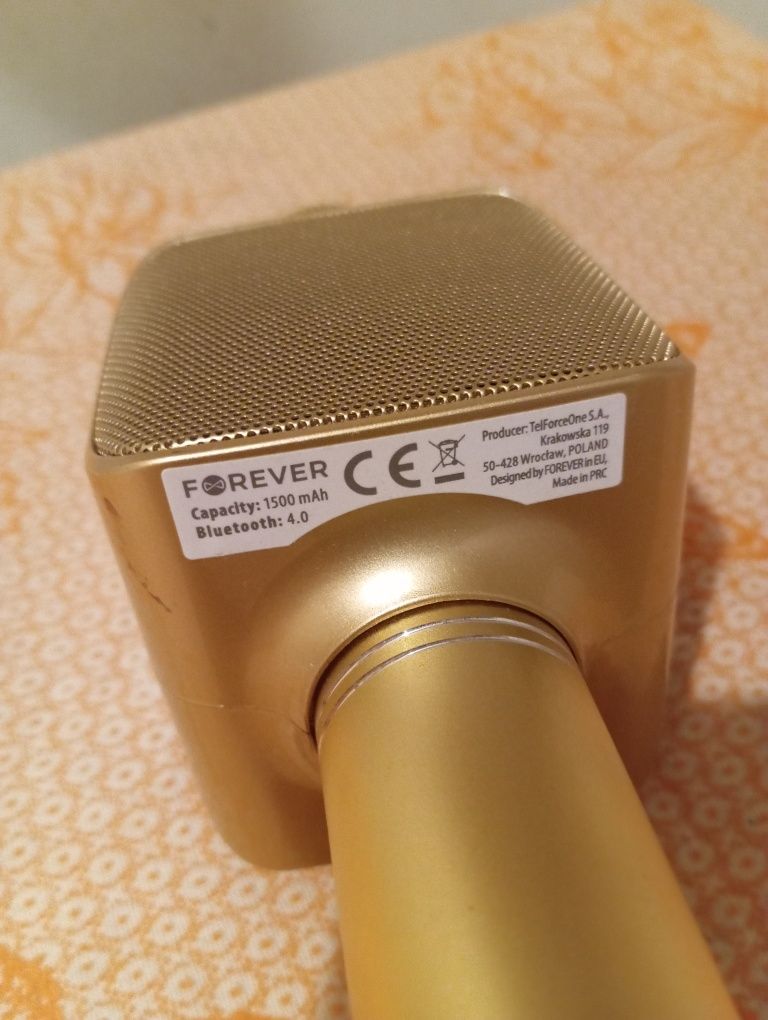 FOREVER
Capacity: 1500 mAh
Bluetooth: 4.0
CE
Producer: TelForceOne S.A.,
Krakowska 119
50-428 Wrocław, POLAND
Designed by FOREVER in EU,
Made in PRC